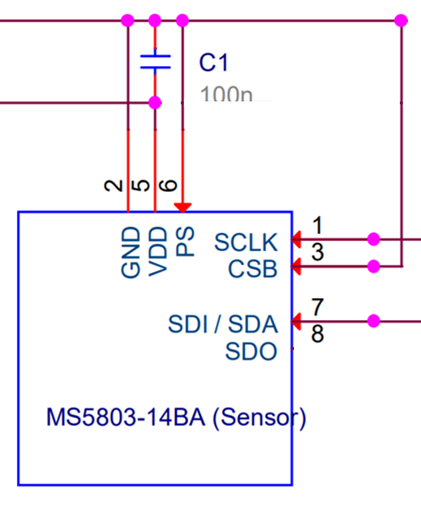 C1
100n
2
5
6
GND
VDD
PS
SCLK
1
CSB
3
SDI / SDA
7
SDO
8
MS5803-14BA (Sensor)